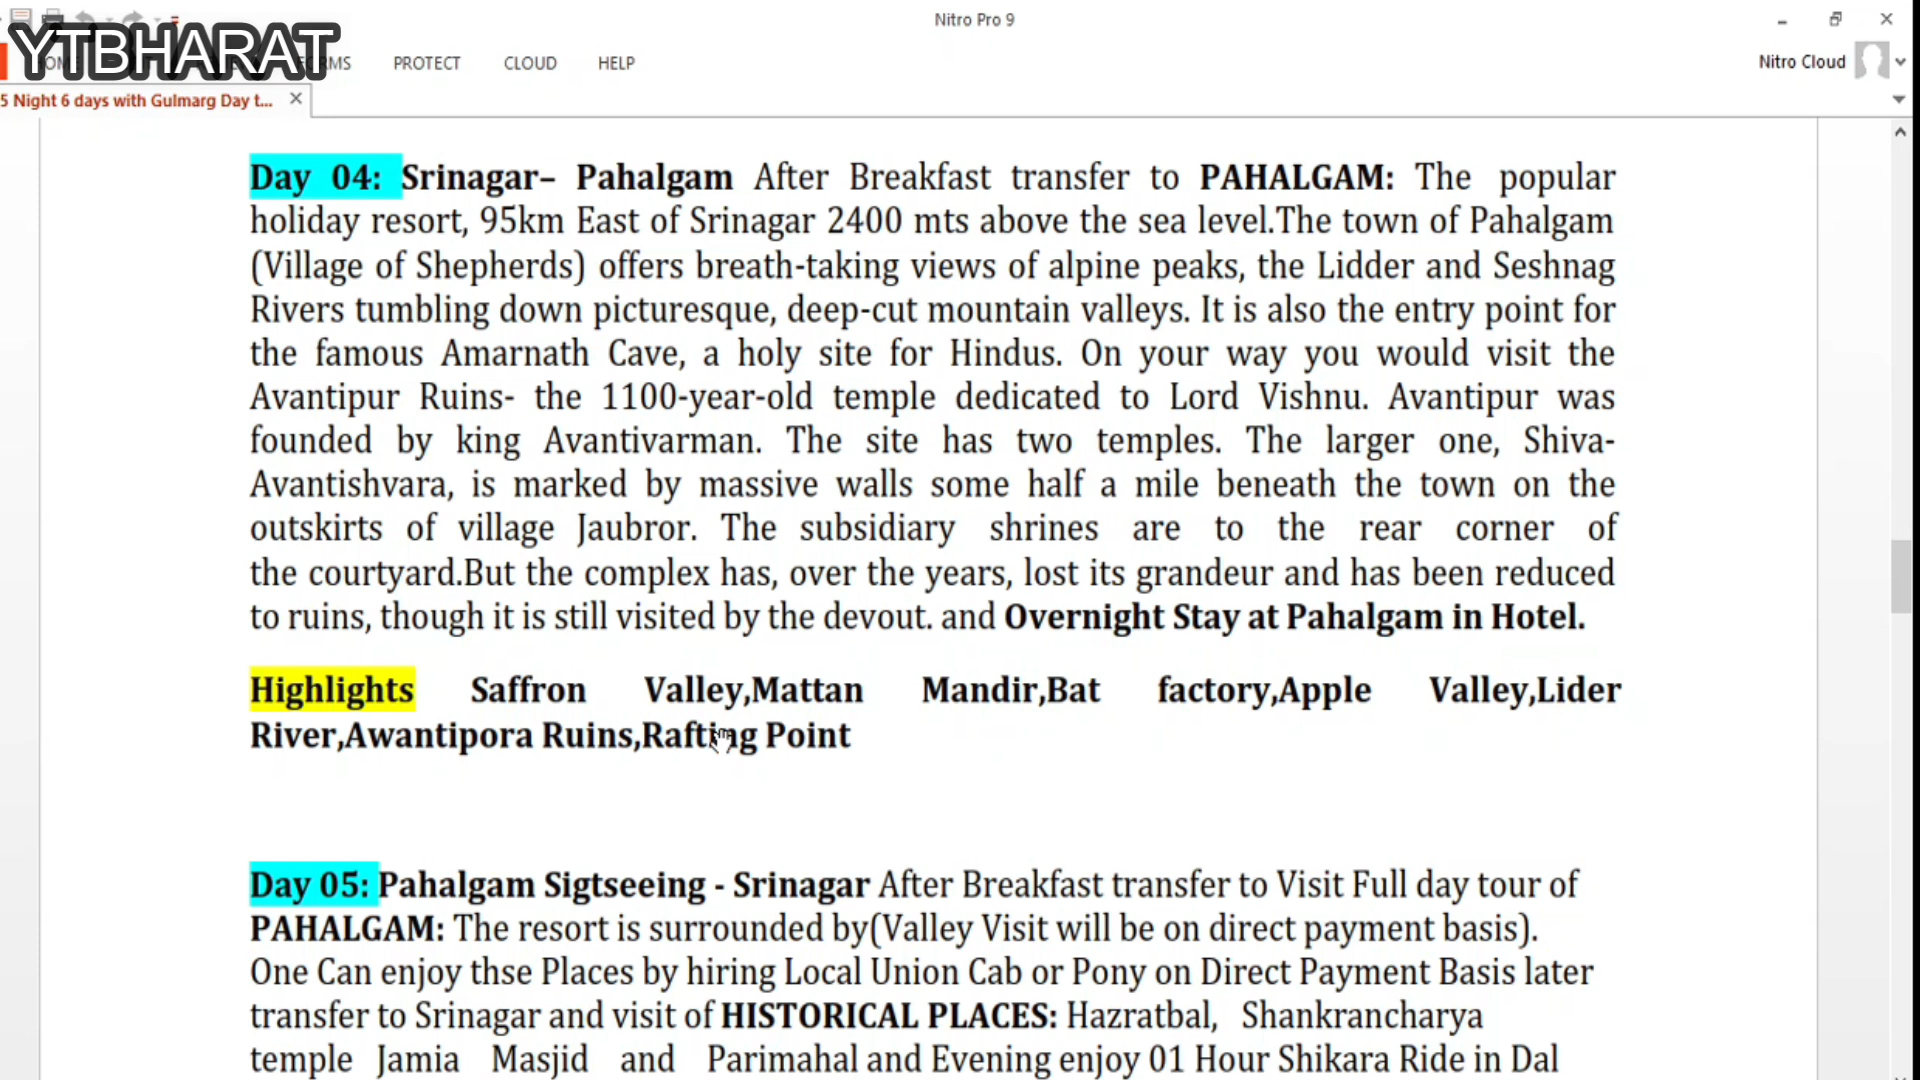 Nitro Pro 9
YTBHARAT
PROTECT CLOUD HELP
Nitro Cloud
5 Night 6 days with Gulmarg Day t...
Day 04: Srinagar– Pahalgam After Breakfast transfer to PAHALGAM: The popular
holiday resort, 95km East of Srinagar 2400 mts above the sea level.The town of Pahalgam
(Village of Shepherds) offers breath-taking views of alpine peaks, the Lidder and Seshnag
Rivers tumbling down picturesque, deep-cut mountain valleys. It is also the entry point for
the famous Amarnath Cave, a holy site for Hindus. On your way you would visit the
Avantipur Ruins- the 1100-year-old temple dedicated to Lord Vishnu. Avantipur was
founded by king Avantivarman. The site has two temples. The larger one, Shiva-
Avantishvara, is marked by massive walls some half a mile beneath the town on the
outskirts of village Jaubror. The subsidiary shrines are to the rear corner of
the courtyard.But the complex has, over the years, lost its grandeur and has been reduced
to ruins, though it is still visited by the devout. and Overnight Stay at Pahalgam in Hotel.
Highlights Saffron Valley,Mattan Mandir,Bat factory,Apple Valley,Lider
River,Awantipora Ruins,Rafting Point
Day 05: Pahalgam Sigtseeing - Srinagar After Breakfast transfer to Visit Full day tour of
PAHALGAM: The resort is surrounded by(Valley Visit will be on direct payment basis).
One Can enjoy thse Places by hiring Local Union Cab or Pony on Direct Payment Basis later
transfer to Srinagar and visit of HISTORICAL PLACES: Hazratbal, Shankrancharya
temple Jamia Masjid and Parimahal and Evening enjoy 01 Hour Shikara Ride in Dal